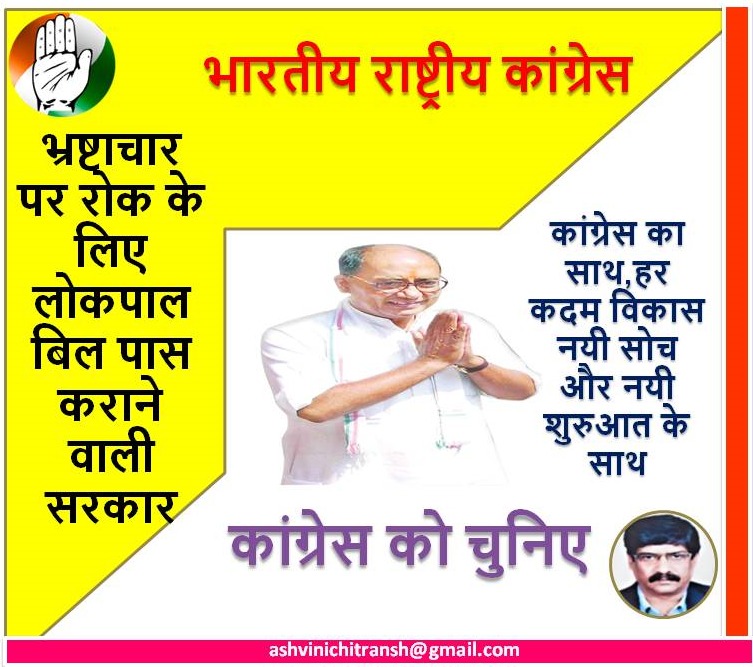 भारतीय राष्ट्रीय कांग्रेस
भ्रष्टाचार
पर रोक के
लिए
लोकपाल
बिल पास
कराने
वाली
सरकार
कांग्रेस का
साथ,हर
कदम विकास
नयी सोच
और नयी
शुरुआत के
साथ
कांग्रेस को चुनिए
ashvinichitransh@gmail.com